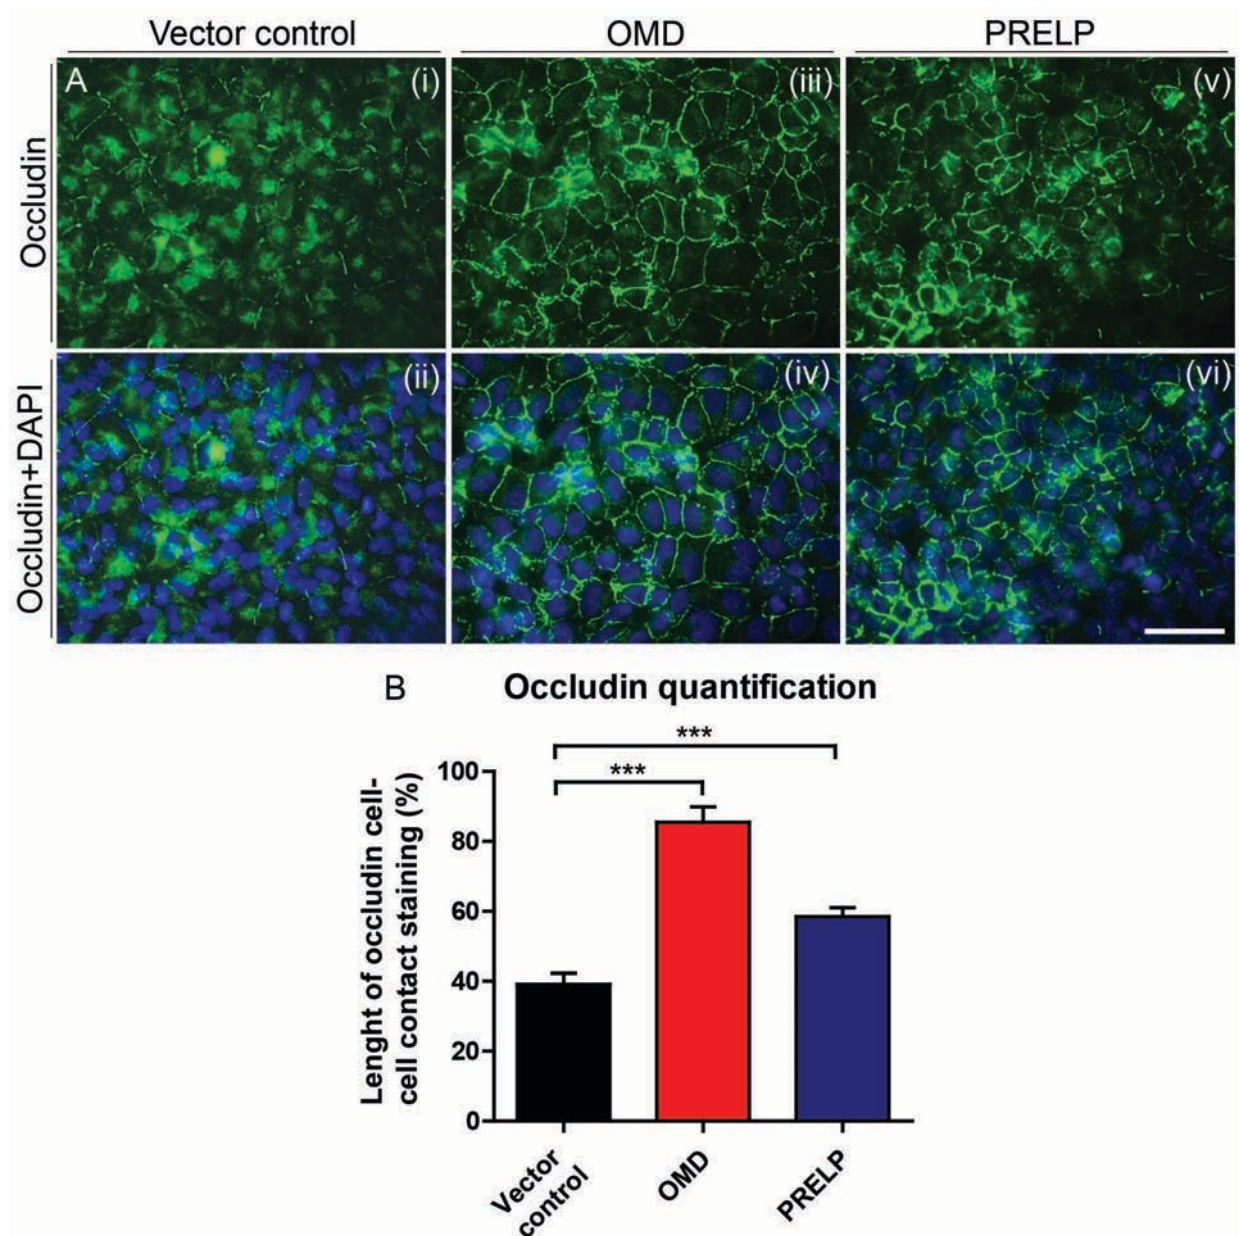 Vector control
OMD
PRELP
Occludin
A
(i)
(iii)
(v)
Occludin+DAPI
(ii)
(iv)
(vi)
B
Occludin quantification
***
***
Lenght of occludin cell-
cell contact staining (%)
100
80
60
40
20
0
Vector
control
OMD
PRELP